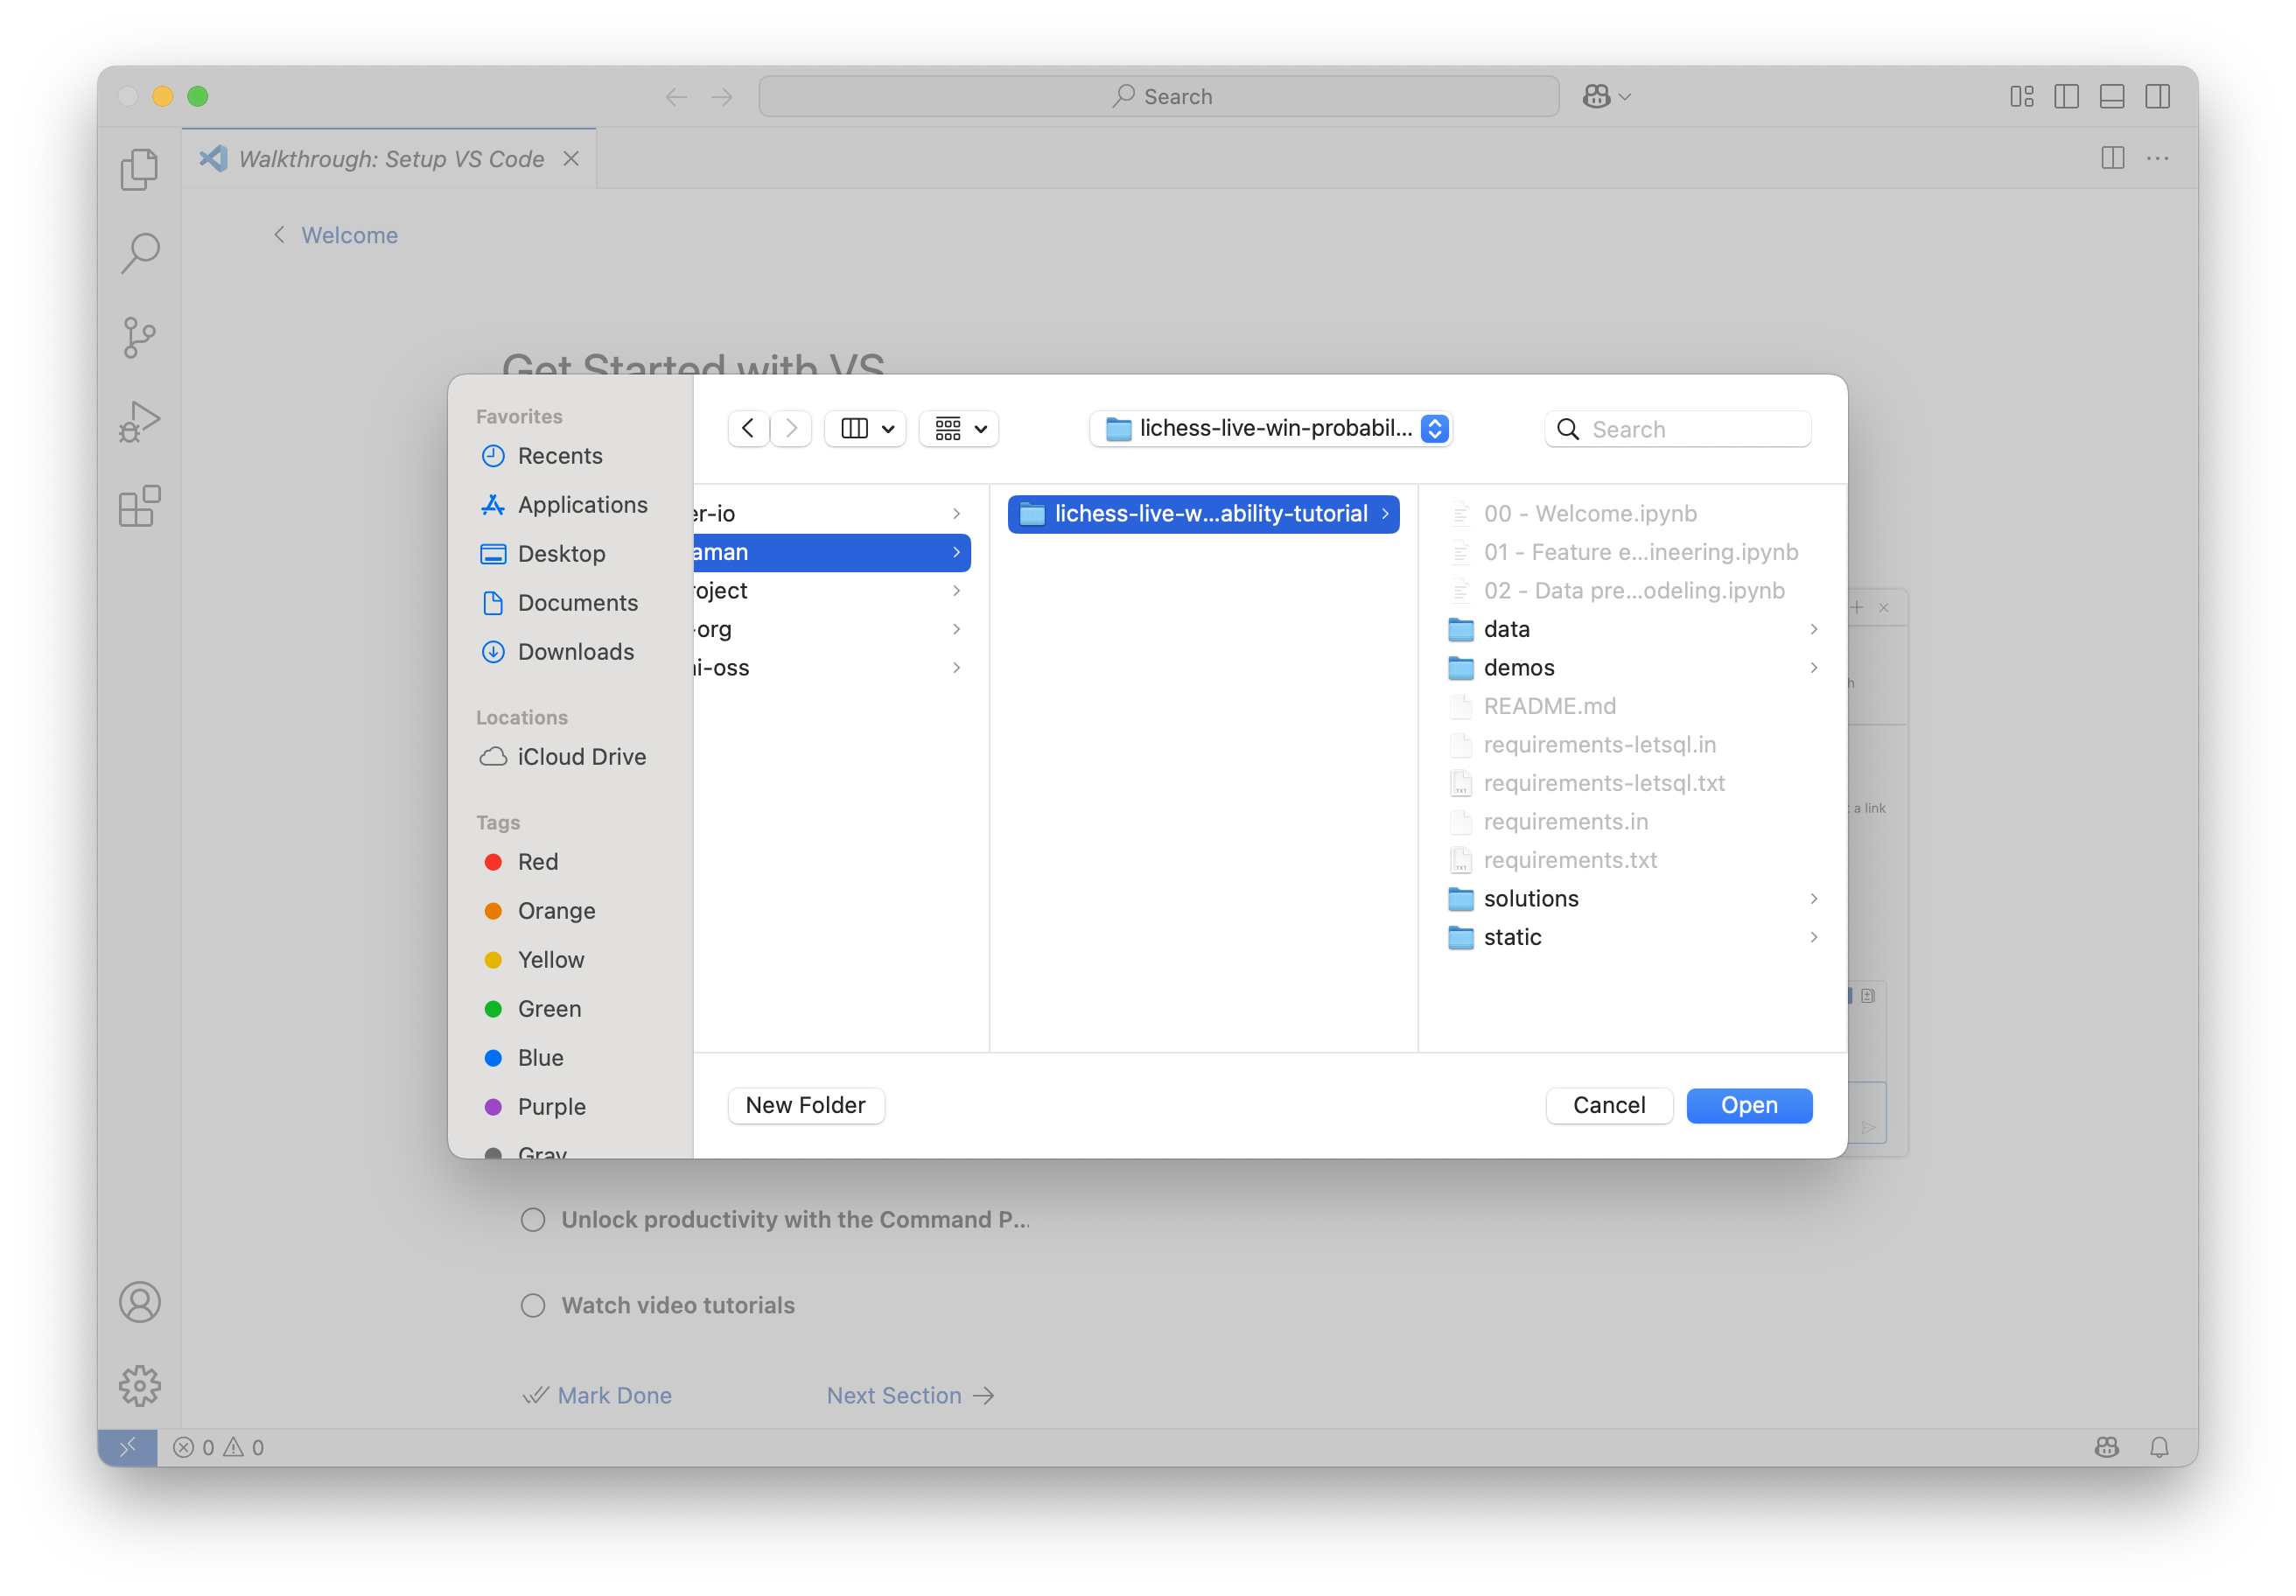 Search
Walkthrough: Setup VS Code
Welcome
Get Started with VS
Favorites
Recents
Applications
Desktop
Documents
Downloads
Locations
iCloud Drive
Tags
Red
Orange
Yellow
Green
Blue
Purple
Gray
lichess-live-win-probabil...
Search
er-io
aman
roject
-org
ai-oss
lichess-live-w...ability-tutorial
00 - Welcome.ipynb
01 - Feature e...ineering.ipynb
02 - Data pre...odeling.ipynb
data
demos
README.md
requirements-letsql.in
requirements-letsql.txt
requirements.in
requirements.txt
solutions
static
New Folder
Cancel
Open
h
a link
Unlock productivity with the Command P...
Watch video tutorials
Mark Done
Next Section
0
0